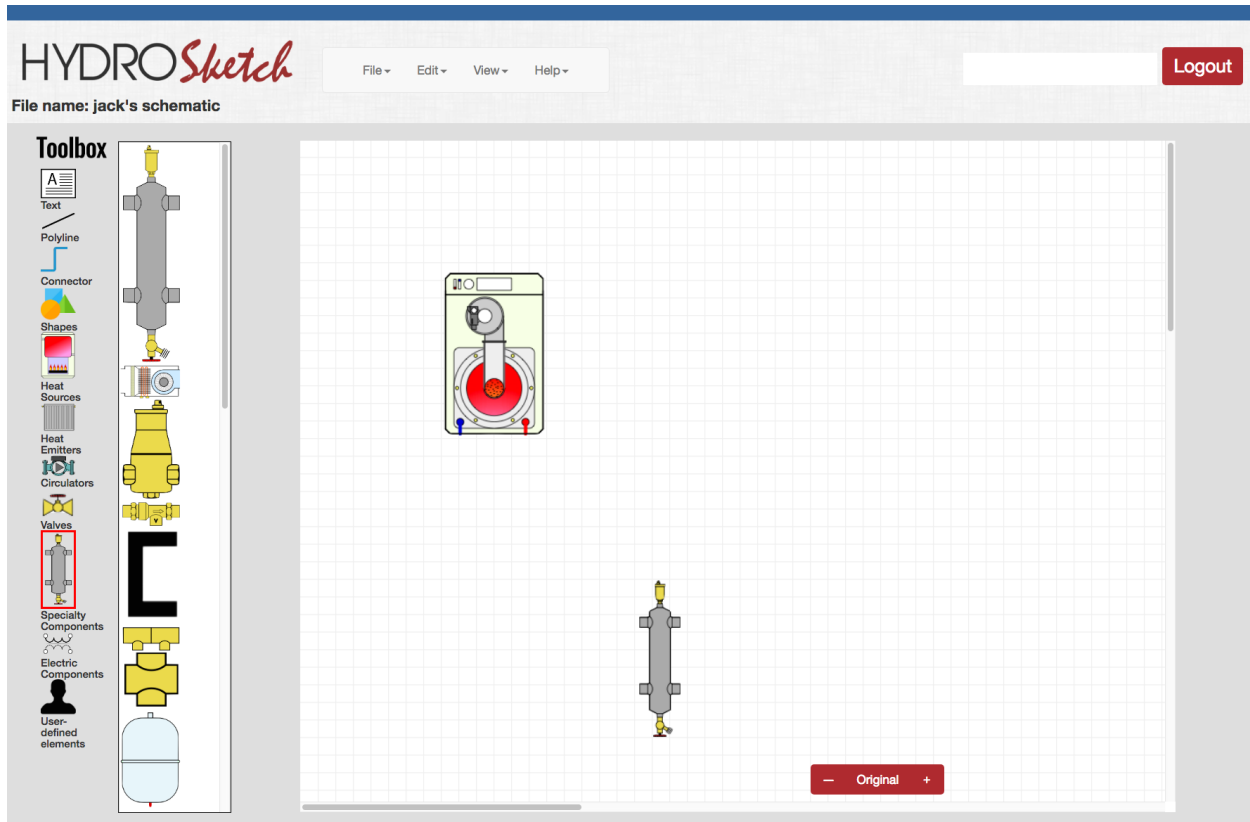 HYDROSketch
File Edit View Help
Logout
File name: jack's schematic
Toolbox
A
Text
Polyline
Connector
Shapes
Heat
Sources
Heat
Emitters
Circulators
Valves
Specialty
Components
Electric
Components
User-
defined
elements
V
– Original +